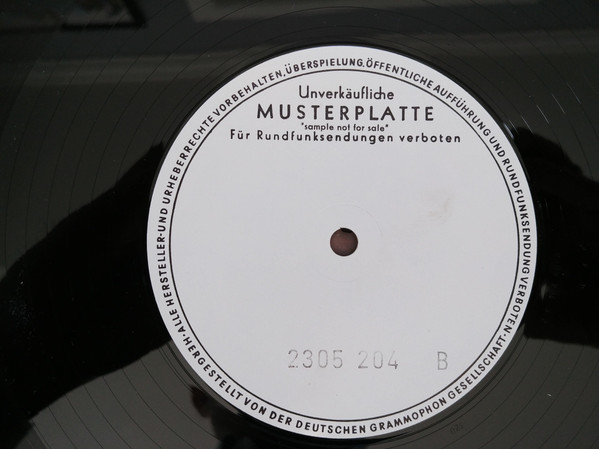 Unverkäufliche
MUSTERPLATTE
"sample not for sale"
Für Rundfunksendungen verboten
2305 204 B
·ALLE HERSTELLER-UND URHEBERRECHTE VORBEHALTEN,ÜBERSPIELUNG,ÖFFENTLICHE AUFFÜHRUNG UND RUNDFUNKSENDUNG VERBOTEN·
HERGESTELLT VON DER DEUTSCHEN GRAMMOPHON GESELLSCHAFT·